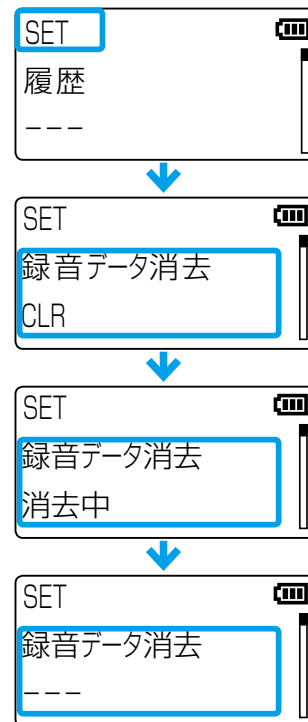 SET
履歴
---
SET
録音データ消去
CLR
SET
録音データ消去
消去中
SET
録音データ消去
---